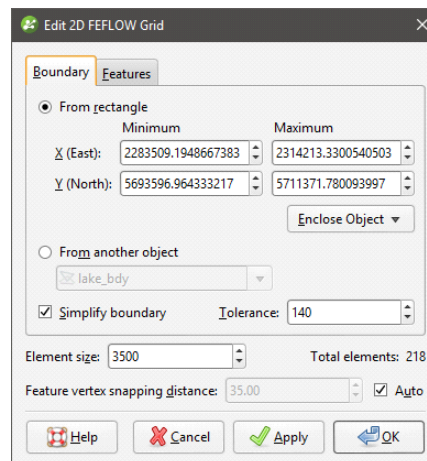 Edit 2D FEFLOW Grid
Boundary Features
From rectangle
Minimum Maximum
X (East): 2283509.1948667383 2314213.3300540503
Y (North): 5693596.964333217 5711371.780093997
Enclose Object
From another object
lake_bdy
Simplify boundary Tolerance: 140
Element size: 3500 Total elements: 218
Feature vertex snapping distance: 35.00 Auto
Help Cancel Apply OK